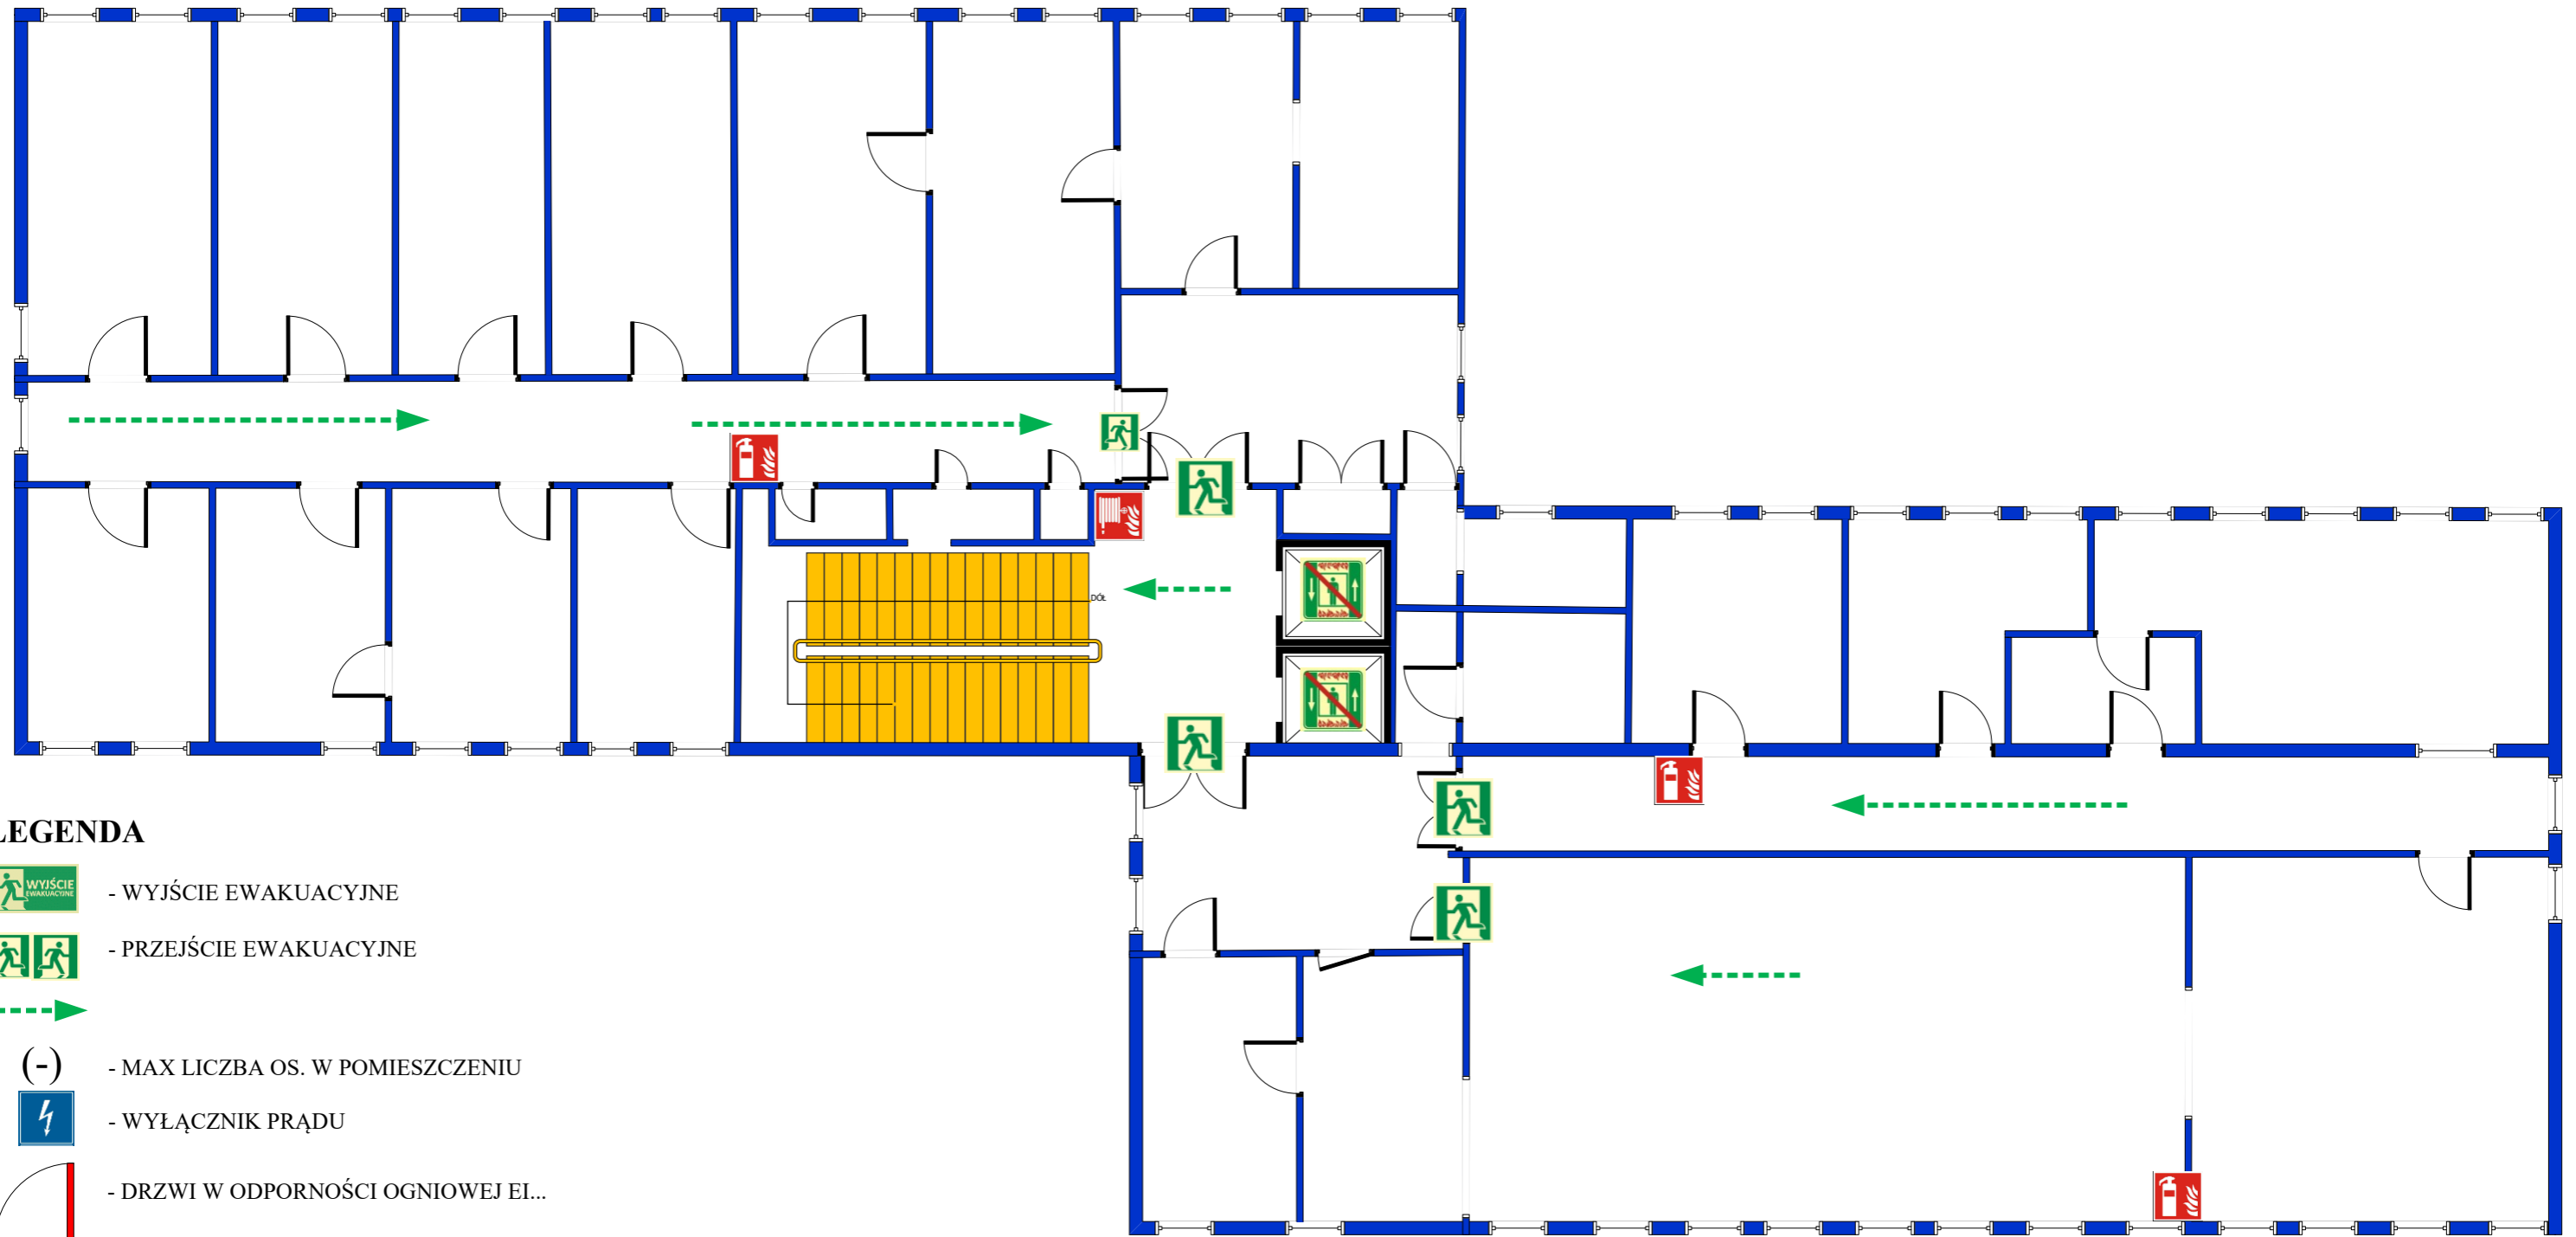 DÓŁ
LEGENDA
WYJŚCIE
EWAKUACYJNE
- WYJŚCIE EWAKUACYJNE
- PRZEJŚCIE EWAKUACYJNE
(-)
- MAX LICZBA OS. W POMIESZCZENIU
- WYŁĄCZNIK PRĄDU
- DRZWI W ODPORNOŚCI OGNIOWEJ EI...